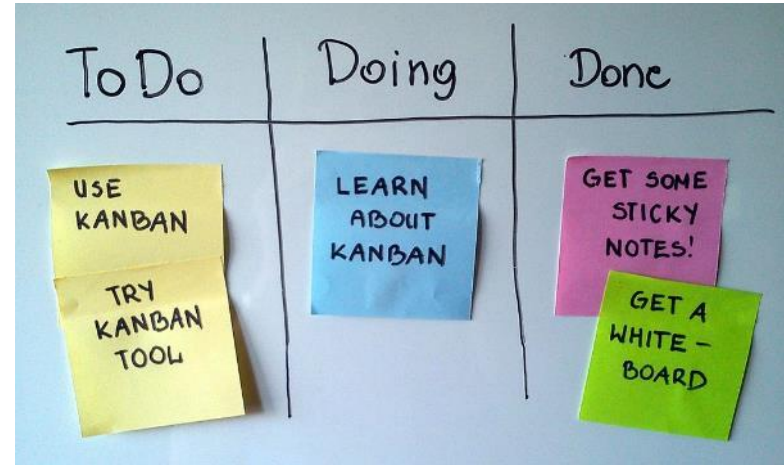 To Do
Doing
Done
USE
KANBAN
TRY
KANBAN
TOOL
LEARN
ABOUT
KANBAN
GET SOME
STICKY
NOTES!
GET A
WHITE-
BOARD